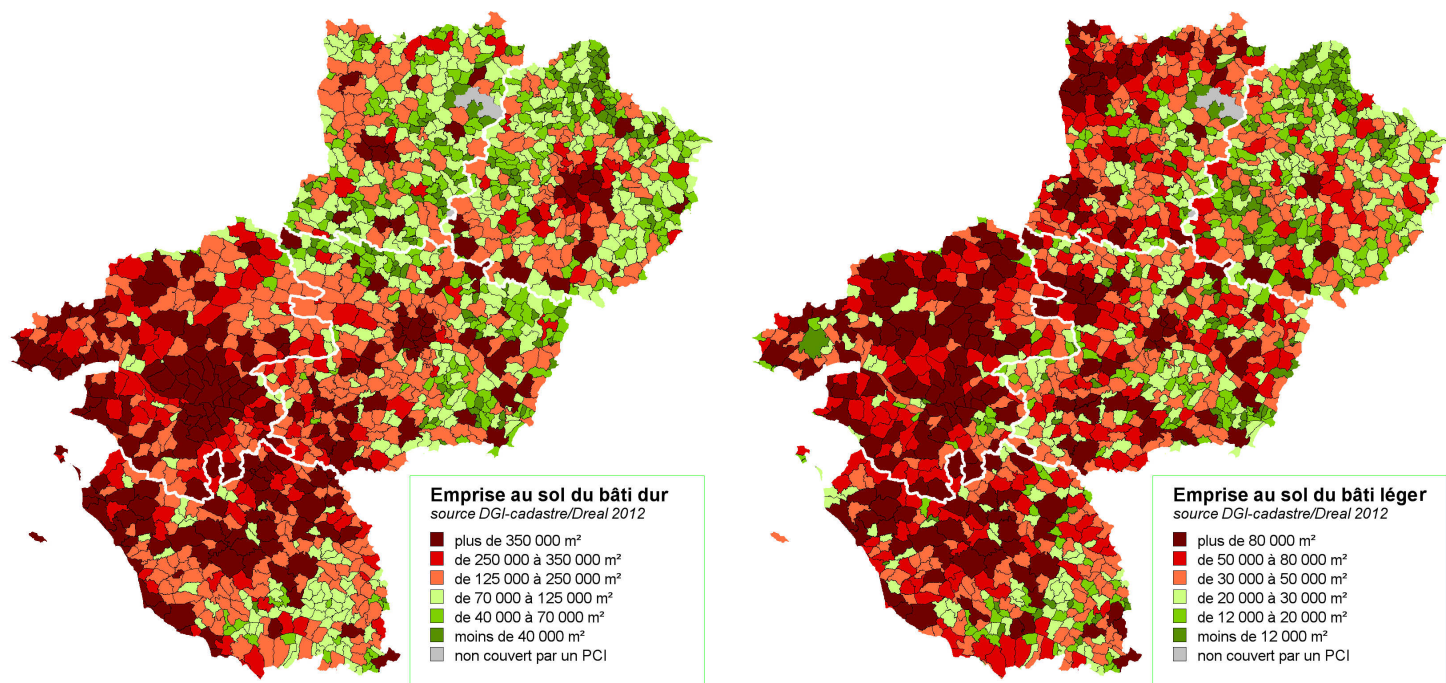 Emprise au sol du bâti dur
source DGI-cadastre/Dreal 2012
plus de 350 000 m²
de 250 000 à 350 000 m²
de 125 000 à 250 000 m²
de 70 000 à 125 000 m²
de 40 000 à 70 000 m²
moins de 40 000 m²
non couvert par un PCI
Emprise au sol du bâti léger
source DGI-cadastre/Dreal 2012
plus de 80 000 m²
de 50 000 à 80 000 m²
de 30 000 à 50 000 m²
de 20 000 à 30 000 m²
de 12 000 à 20 000 m²
moins de 12 000 m²
non couvert par un PCI